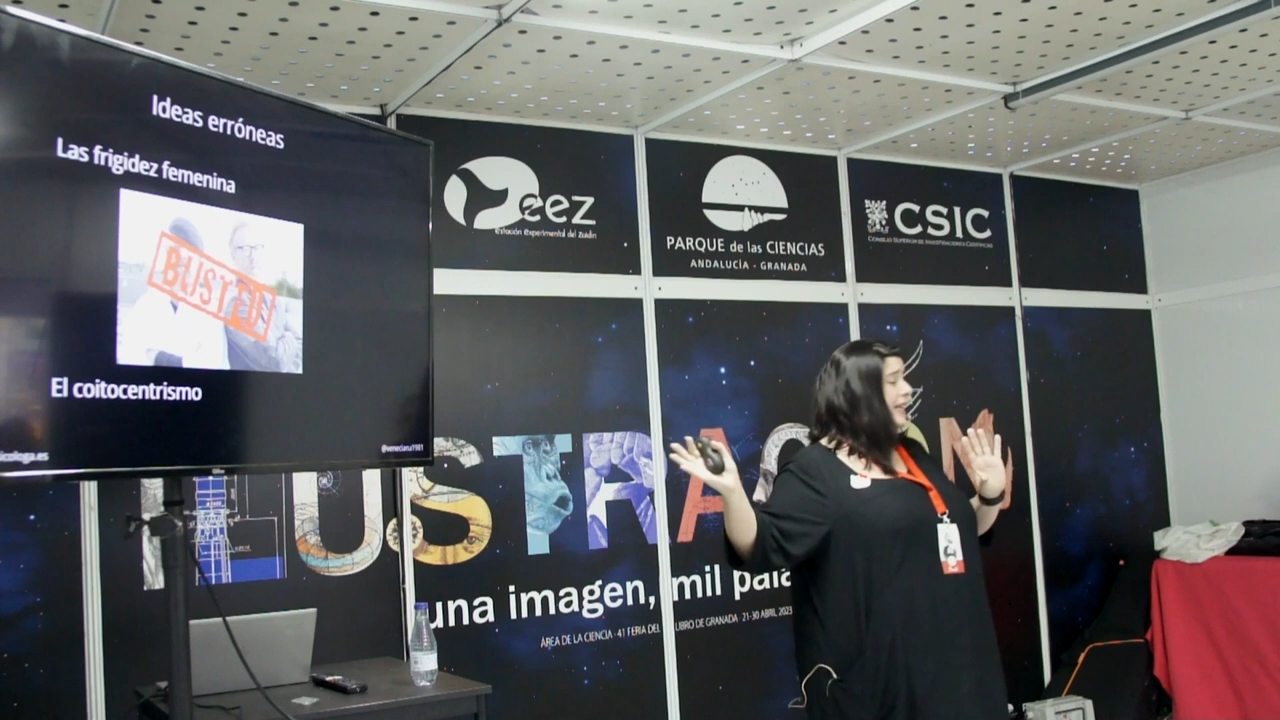 Ideas erróneas
Las frigidez femenina
BUSTED
El coitocentrismo
icologa.es
@veneciana1981
eez
estación experimental del Zaidín
PARQUE de las CIENCIAS
ANDALUCÍA · GRANADA
CSIC
CONSEJO SUPERIOR DE INVESTIGACIONES CIENTÍFICAS
ILUSTRACI M
una imagen, mil pala
ÁREA DE LA CIENCIA · 41 FERIA DEL LIBRO DE GRANADA · 21-30 ABRIL 2023